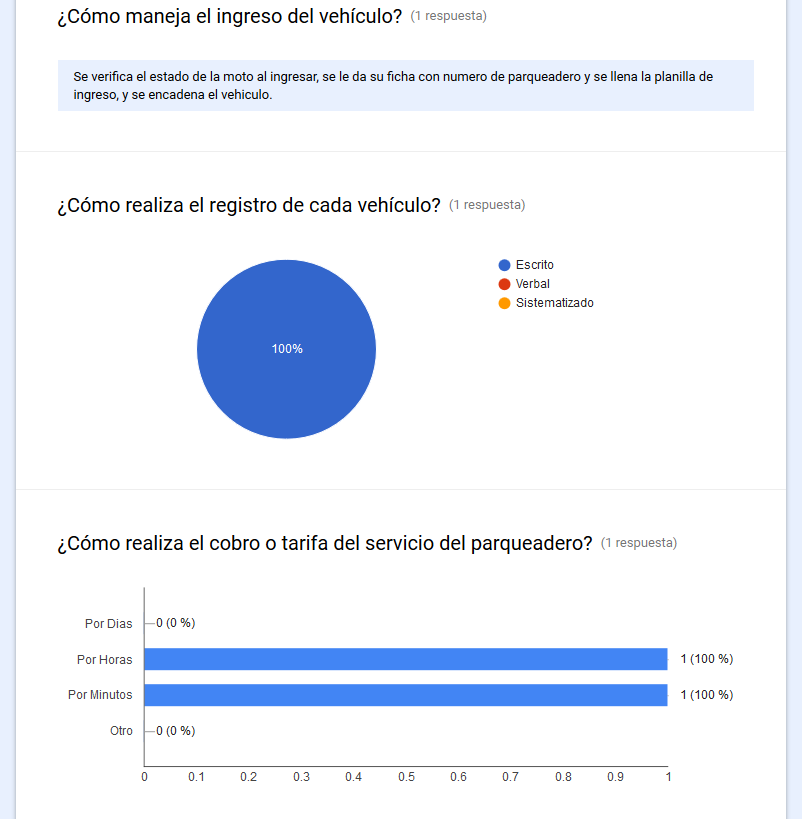 ¿Cómo maneja el ingreso del vehículo? (1 respuesta)
Se verifica el estado de la moto al ingresar, se le da su ficha con numero de parqueadero y se llena la planilla de
ingreso, y se encadena el vehiculo.
¿Cómo realiza el registro de cada vehículo? (1 respuesta)
Escrito
Verbal
Sistematizado
100%
¿Cómo realiza el cobro o tarifa del servicio del parqueadero? (1 respuesta)
Por Dias 0 (0 %)
Por Horas 1 (100 %)
Por Minutos 1 (100 %)
Otro 0 (0 %)
0 0.1 0.2 0.3 0.4 0.5 0.6 0.7 0.8 0.9 1